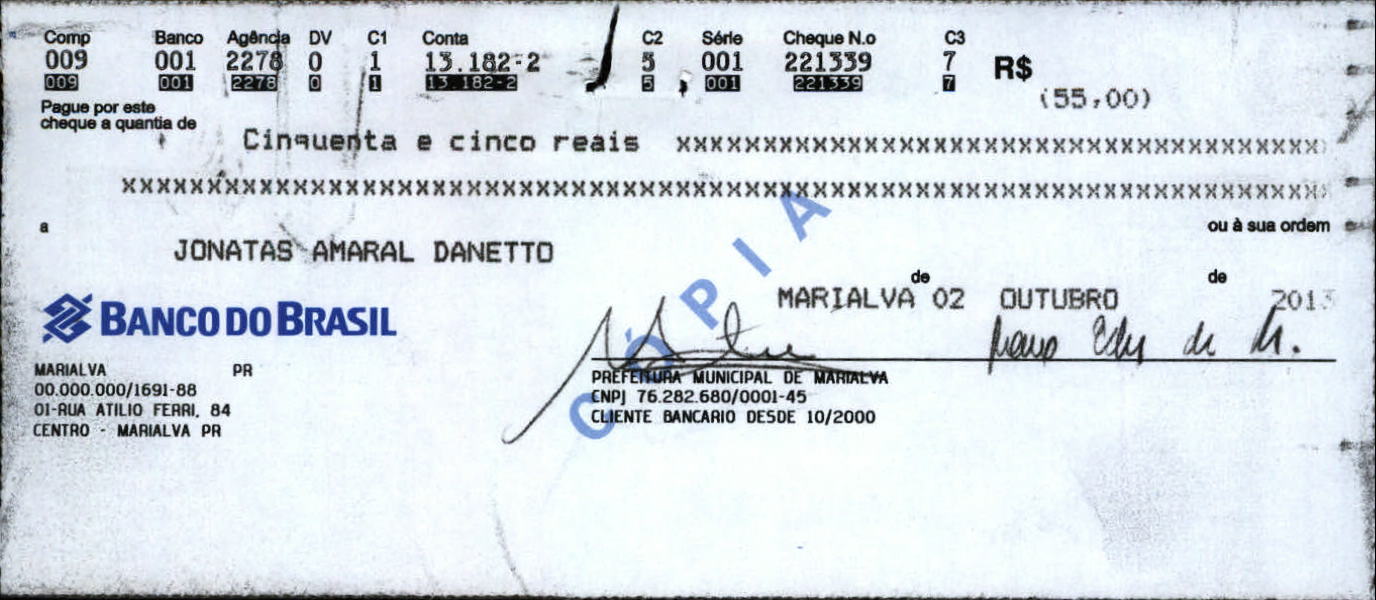 Comp Banco Agência DV C1 Conta C2 Série Cheque N.o C3
009 001 2278 0 1 13.182-2 5 001 221339 7 R$
009 001 2278 0 1 13.182-2 5 001 221339 7
(55,00)
Pague por este
cheque a quantia de
Cinquenta e cinco reais xxxxxxxxxxxxxxxxxxxxxxxxxxxxxxxxxxxxxxxxxxxxxxxxxxxxxx
xxxxxxxxxxxxxxxxxxxxxxxxxxxxxxxxxxxxxxxxxxxxxxxxxxxxxxxxxxxxxxxxxxxxxxxxxxxxxxxxxxxxxxxx
a
ou à sua ordem
JONATAS AMARAL DANETTO
MARIALVA de 02 OUTUBRO de 2013
CÓPIA
BANCO DO BRASIL
MARIALVA PR
00.000.000/1691-88
01-RUA ATILIO FERRI, 84
CENTRO - MARIALVA PR
PREFEITURA MUNICIPAL DE MARIALVA
CNPJ 76.282.680/0001-45
CLIENTE BANCARIO DESDE 10/2000